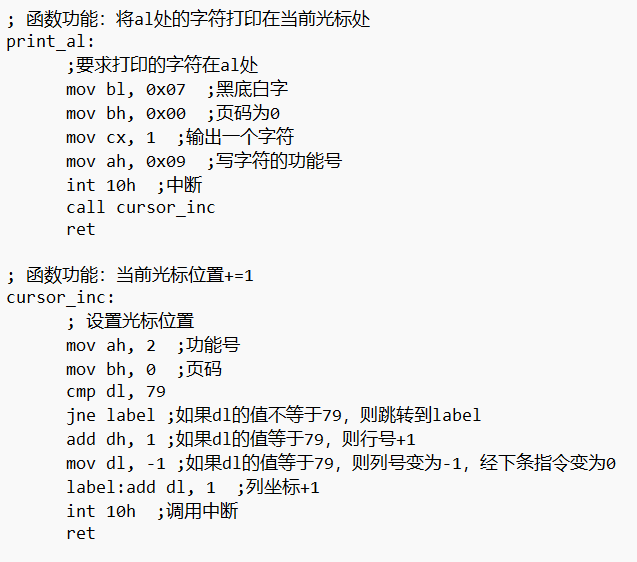 ; 函数功能: 将al处的字符打印在当前光标处
print_al:
;要求打印的字符在al处
mov bl, 0x07 ;黑底白字
mov bh, 0x00 ;页码为0
mov cx, 1 ;输出一个字符
mov ah, 0x09 ;写字符的功能号
int 10h ;中断
call cursor_inc
ret
; 函数功能: 当前光标位置+=1
cursor_inc:
; 设置光标位置
mov ah, 2 ;功能号
mov bh, 0 ;页码
cmp dl, 79
jne label ;如果dl的值不等于79，则跳转到label
add dh, 1 ;如果dl的值等于79，则行号+1
mov dl, -1 ;如果dl的值等于79，则列号变为-1，经下条指令变为0
label:add dl, 1 ;列坐标+1
int 10h ;调用中断
ret